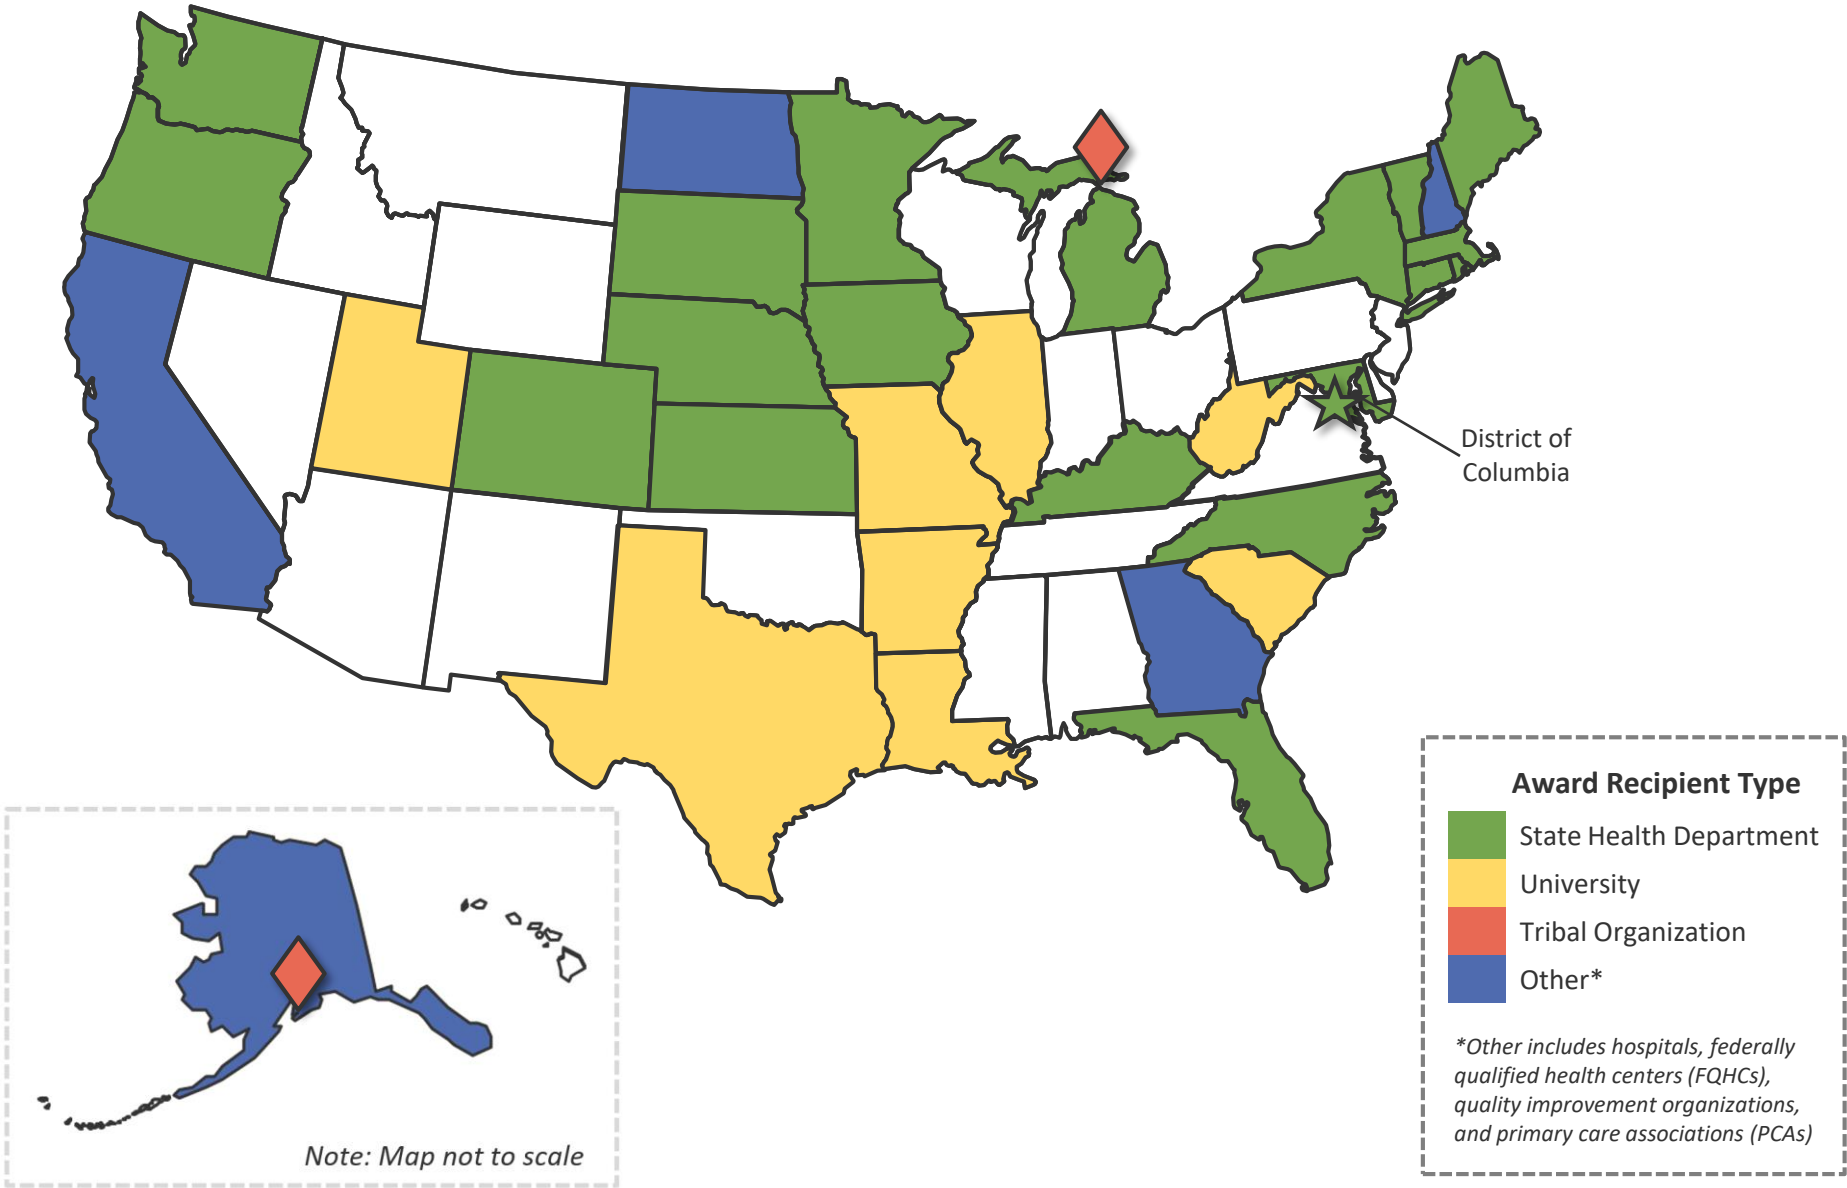 District of
Columbia
Award Recipient Type
State Health Department
University
Tribal Organization
Other*
*Other includes hospitals, federally
qualified health centers (FQHCs),
quality improvement organizations,
and primary care associations (PCAs)
Note: Map not to scale